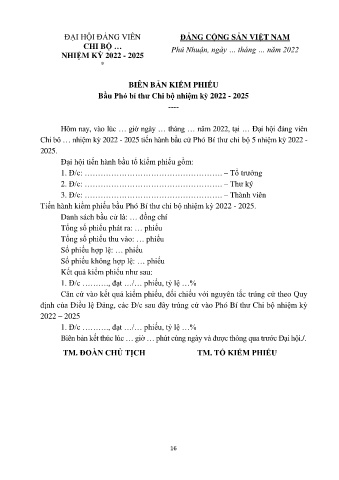 ĐẠI HỘI ĐẢNG VIÊN
CHI BỘ …
NHIỆM KỲ 2022 - 2025
*
ĐẢNG CỘNG SẢN VIỆT NAM
Phú Nhuận, ngày … tháng … năm 2022
BIÊN BẢN KIỂM PHIẾU
Bầu Phó bí thư Chi bộ nhiệm kỳ 2022 - 2025
----
Hôm nay, vào lúc … giờ ngày … tháng … năm 2022, tại … Đại hội đảng viên
Chi bộ … nhiệm kỳ 2022 - 2025 tiến hành bầu cử Phó Bí thư chi bộ 5 nhiệm kỳ 2022 -
2025.
Đại hội tiến hành bầu tổ kiểm phiếu gồm:
1. Đ/c: ……………………………………………… – Tổ trưởng
2. Đ/c: ……………………………………………… – Thư ký
3. Đ/c: ……………………………………………… – Thành viên
Tiến hành kiểm phiếu bầu Phó Bí thư chi bộ nhiệm kỳ 2022 - 2025.
Danh sách bầu cử là: … đồng chí
Tổng số phiếu phát ra: … phiếu
Tổng số phiếu thu vào: … phiếu
Số phiếu hợp lệ: … phiếu
Số phiếu không hợp lệ: … phiếu
Kết quả kiểm phiếu như sau:
1. Đ/c ………., đạt …/… phiếu, tỷ lệ …%
Căn cứ vào kết quả kiểm phiếu, đối chiếu với nguyên tắc trúng cử theo Quy
định của Điều lệ Đảng, các Đ/c sau đây trúng cử vào Phó Bí thư Chi bộ nhiệm kỳ
2022 – 2025
1. Đ/c ………., đạt …/… phiếu, tỷ lệ …%
Biên bản kết thúc lúc … giờ … phút cùng ngày và được thông qua trước Đại hội./.
TM. ĐOÀN CHỦ TỊCH
TM. TỔ KIỂM PHIẾU
16